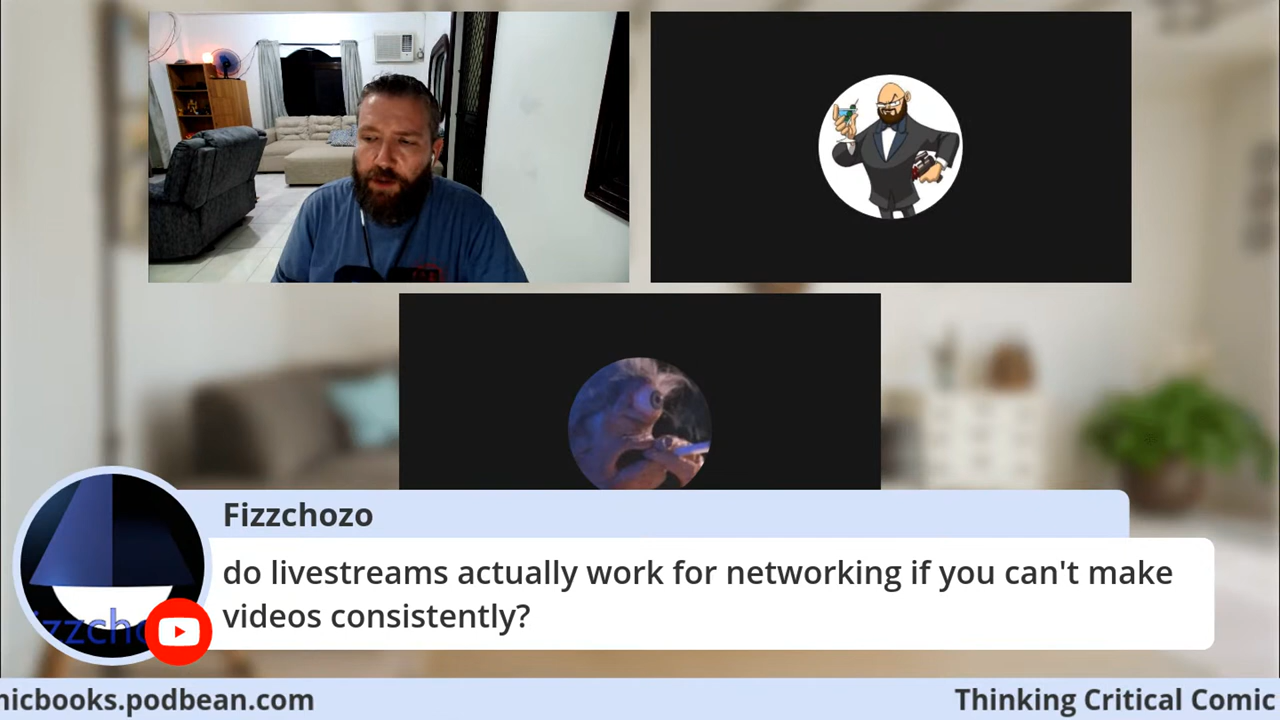 Fizzchozo
do livestreams actually work for networking if you can't make
videos consistently?
nicbooks.podbean.com
Thinking Critical Comic